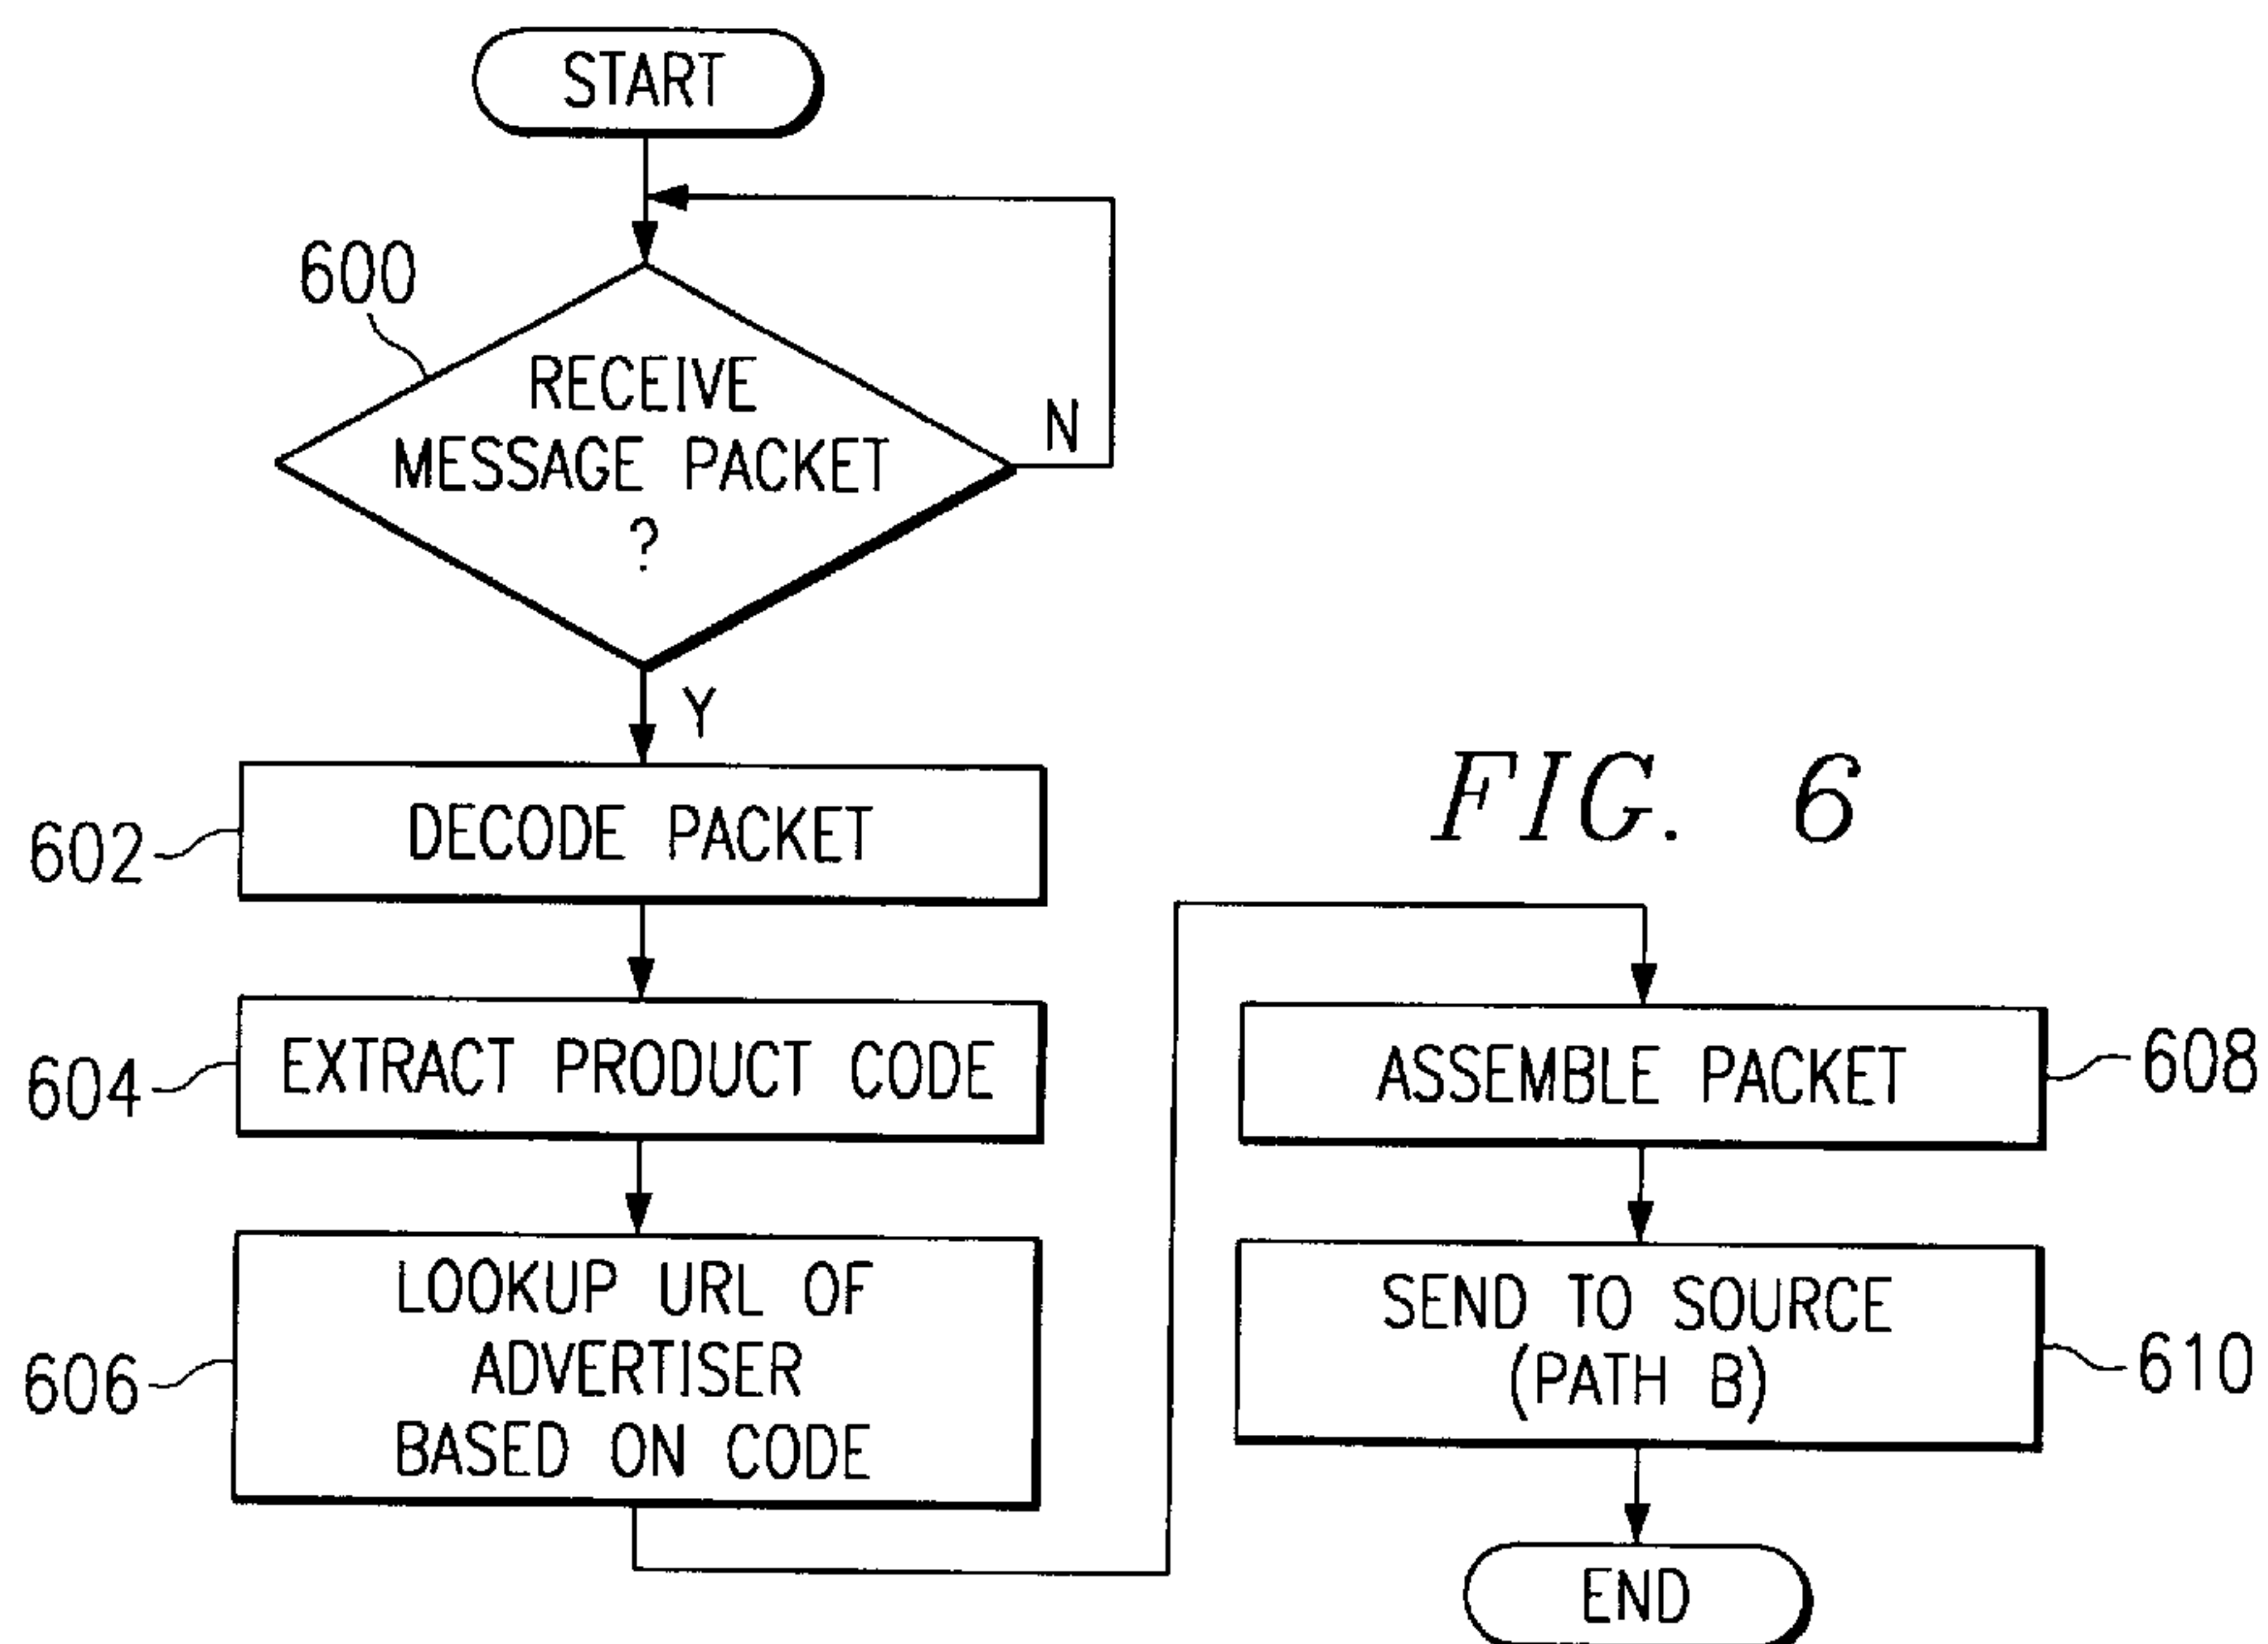 START
600
RECEIVE
MESSAGE PACKET
?
N
Y
602
DECODE PACKET
604
EXTRACT PRODUCT CODE
606
LOOKUP URL OF
ADVERTISER
BASED ON CODE
FIG. 6
ASSEMBLE PACKET
608
SEND TO SOURCE
(PATH B)
610
END